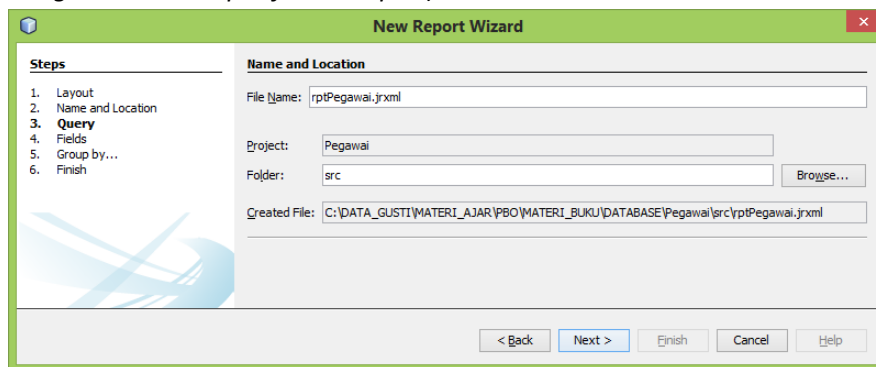 New Report Wizard
Steps
1. Layout
2. Name and Location
3. Query
4. Fields
5. Group by...
6. Finish
Name and Location
File Name: rptPegawai.jrxml
Project: Pegawai
Folder: src Browse...
Created File: C:\DATA_GUSTI\MATERI_AJAR\PBO\MATERI_BUKU\DATABASE\Pegawai\src\rptPegawai.jrxml
< Back Next > Finish Cancel Help